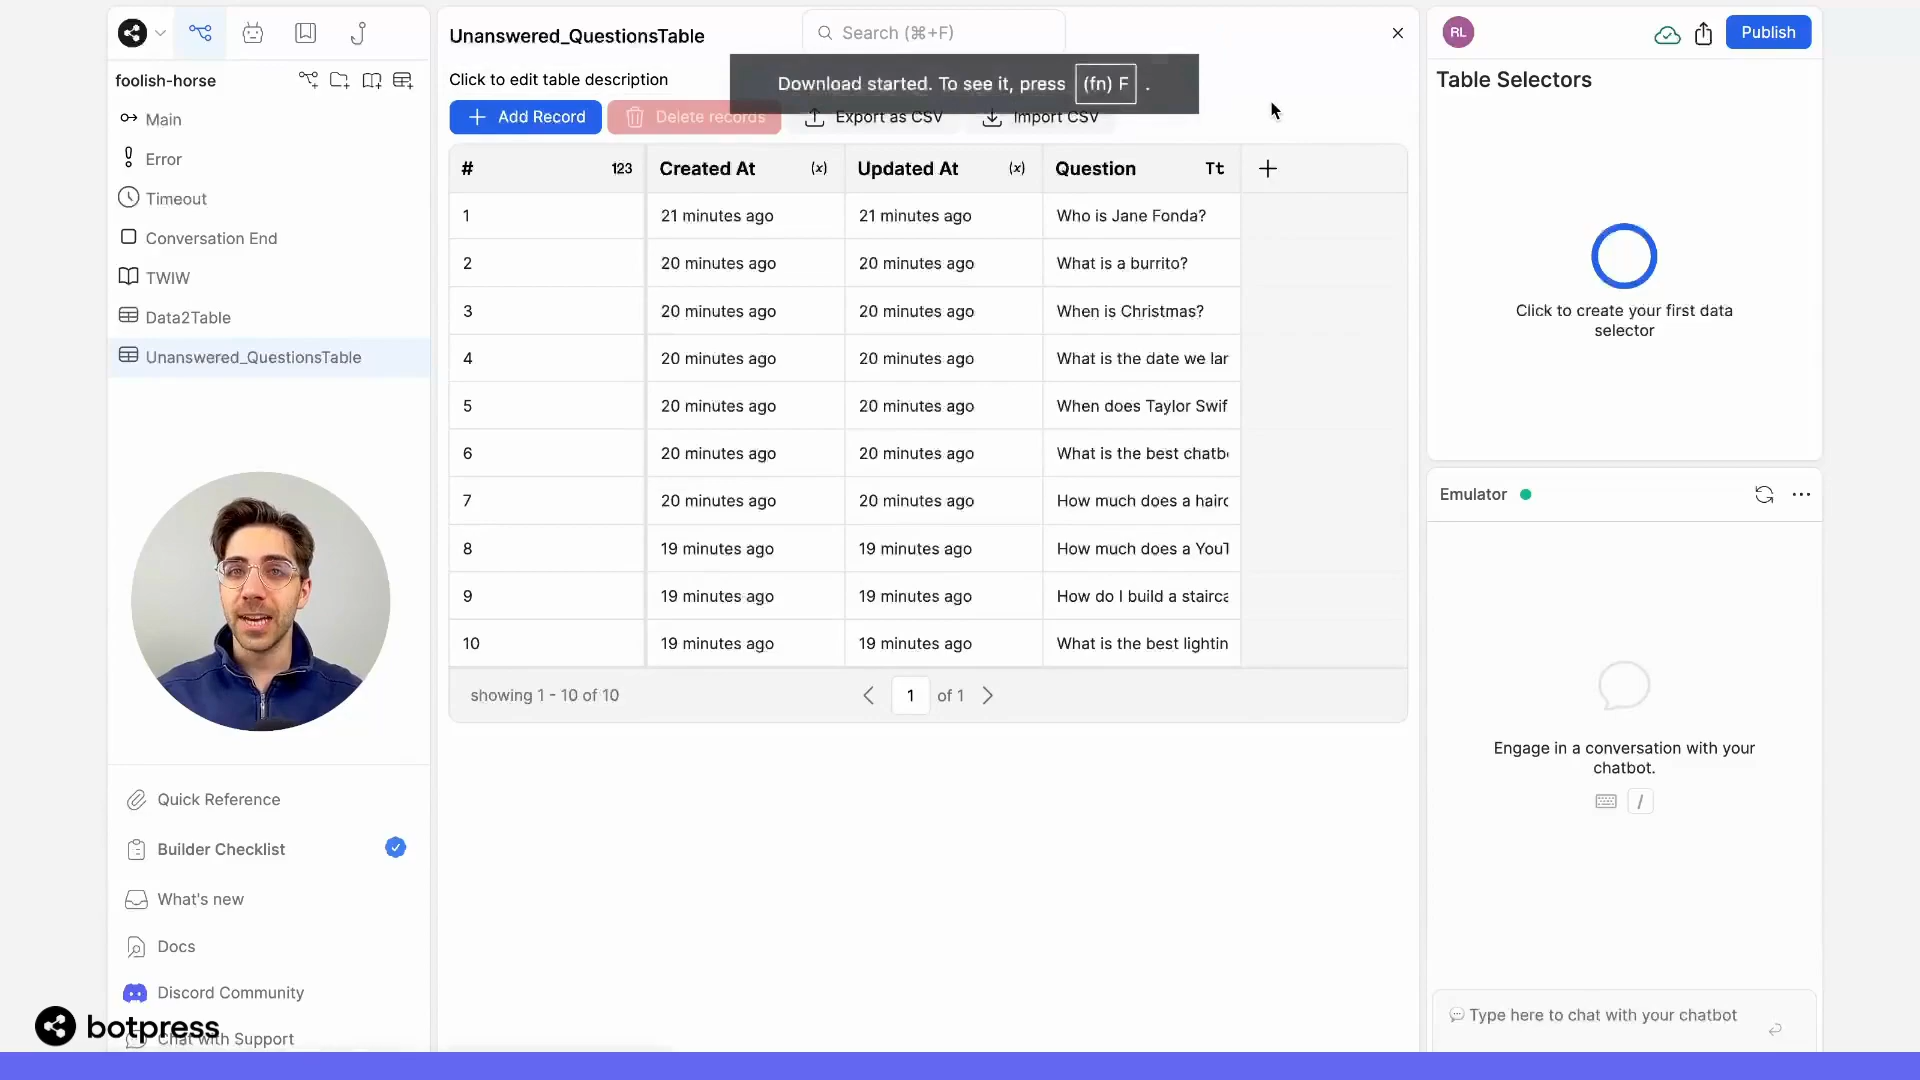 Unanswered_QuestionsTable
Search (⌘+F)
RL
Publish
foolish-horse
Click to edit table description
Download started. To see it, press (fn) F .
Table Selectors
Add Record
Delete records
Export as CSV
Import CSV
Main
Error
Timeout
Conversation End
TWIW
Data2Table
Unanswered_QuestionsTable
# 123 Created At (x) Updated At (x) Question Tt
1 21 minutes ago 21 minutes ago Who is Jane Fonda?
2 20 minutes ago 20 minutes ago What is a burrito?
3 20 minutes ago 20 minutes ago When is Christmas?
4 20 minutes ago 20 minutes ago What is the date we lar
5 20 minutes ago 20 minutes ago When does Taylor Swif
6 20 minutes ago 20 minutes ago What is the best chatb
7 20 minutes ago 20 minutes ago How much does a hairc
8 19 minutes ago 19 minutes ago How much does a YouT
9 19 minutes ago 19 minutes ago How do I build a stairca
10 19 minutes ago 19 minutes ago What is the best lightin
showing 1 - 10 of 10
1 of 1
Click to create your first data
selector
Emulator
Engage in a conversation with your
chatbot.
/
Type here to chat with your chatbot
Quick Reference
Builder Checklist
What's new
Docs
Discord Community
Chat with Support
botpress